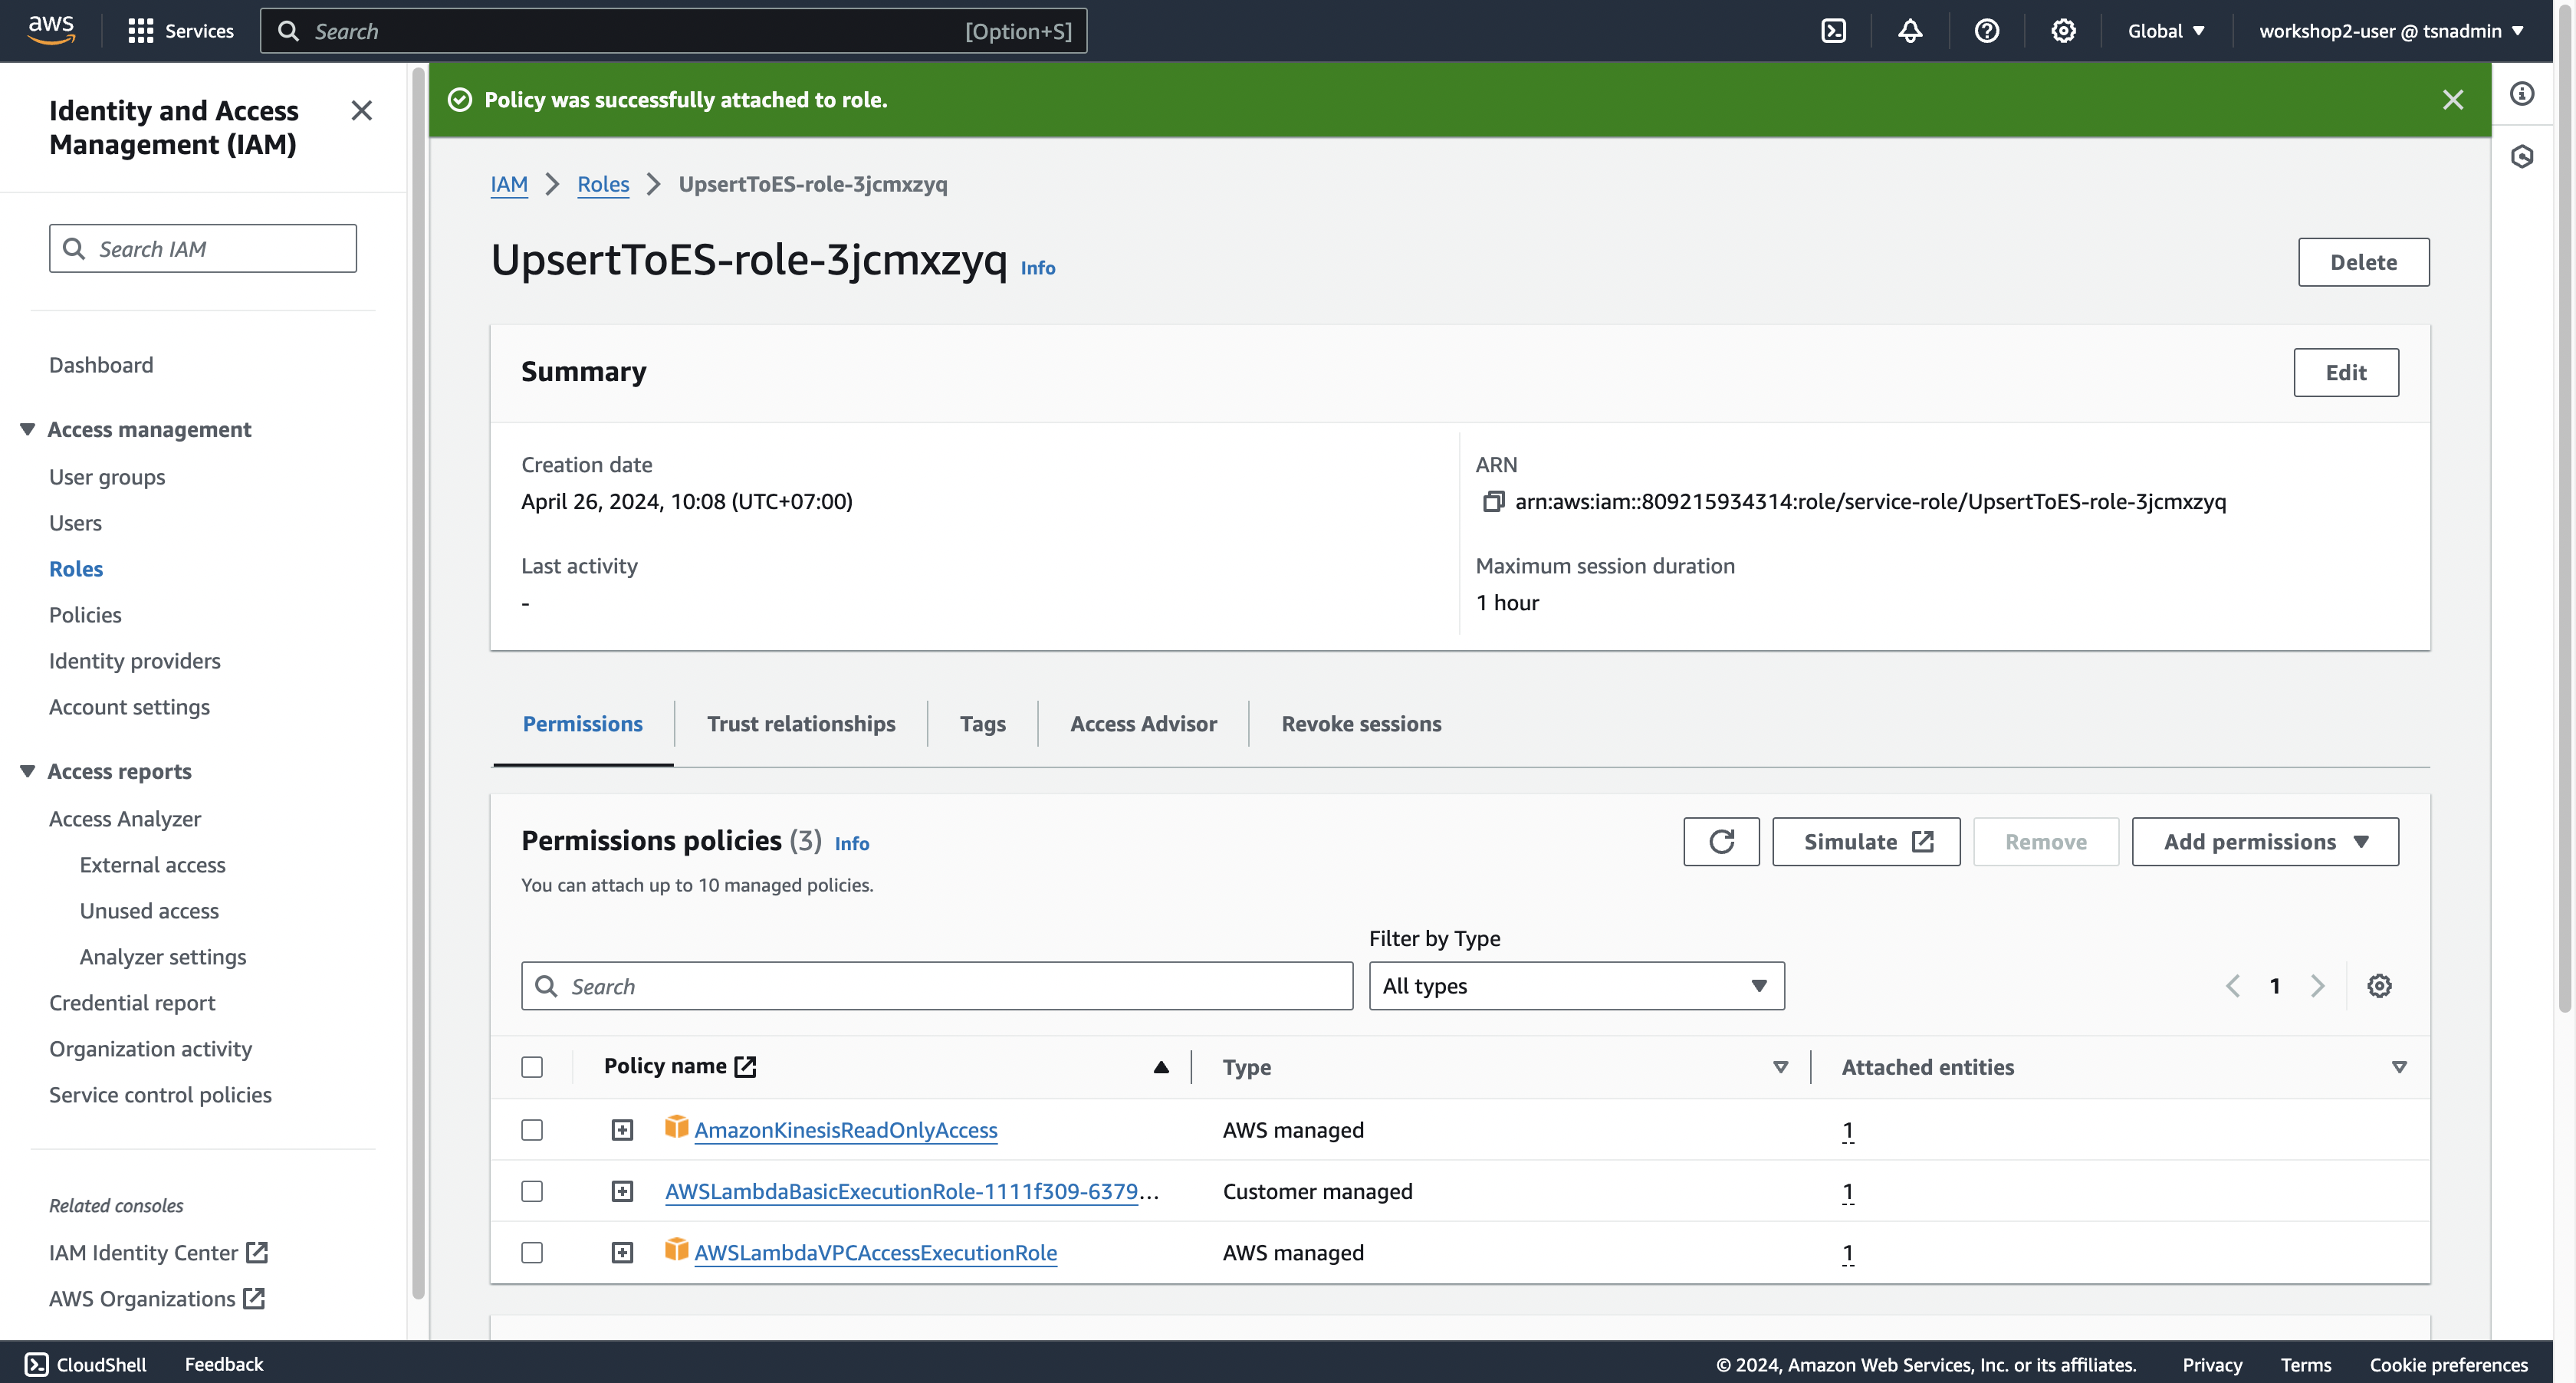 aws
Services
Search
[Option+S]
Global
workshop2-user @ tsnadmin
Identity and Access
Management (IAM)
Search IAM
Dashboard
Access management
User groups
Users
Roles
Policies
Identity providers
Account settings
Access reports
Access Analyzer
External access
Unused access
Analyzer settings
Credential report
Organization activity
Service control policies
Related consoles
IAM Identity Center
AWS Organizations
Policy was successfully attached to role.
IAM
Roles
UpsertToES-role-3jcmxzyq
UpsertToES-role-3jcmxzyq Info
Delete
Summary
Edit
Creation date
April 26, 2024, 10:08 (UTC+07:00)
ARN
arn:aws:iam::809215934314:role/service-role/UpsertToES-role-3jcmxzyq
Last activity
-
Maximum session duration
1 hour
Permissions
Trust relationships
Tags
Access Advisor
Revoke sessions
Permissions policies (3) Info
You can attach up to 10 managed policies.
Simulate
Remove
Add permissions
Filter by Type
Search
All types
1
Policy name
Type
Attached entities
AmazonKinesisReadOnlyAccess
AWS managed
1
AWSLambdaBasicExecutionRole-1111f309-6379...
Customer managed
1
AWSLambdaVPCAccessExecutionRole
AWS managed
1
CloudShell
Feedback
© 2024, Amazon Web Services, Inc. or its affiliates.
Privacy
Terms
Cookie preferences